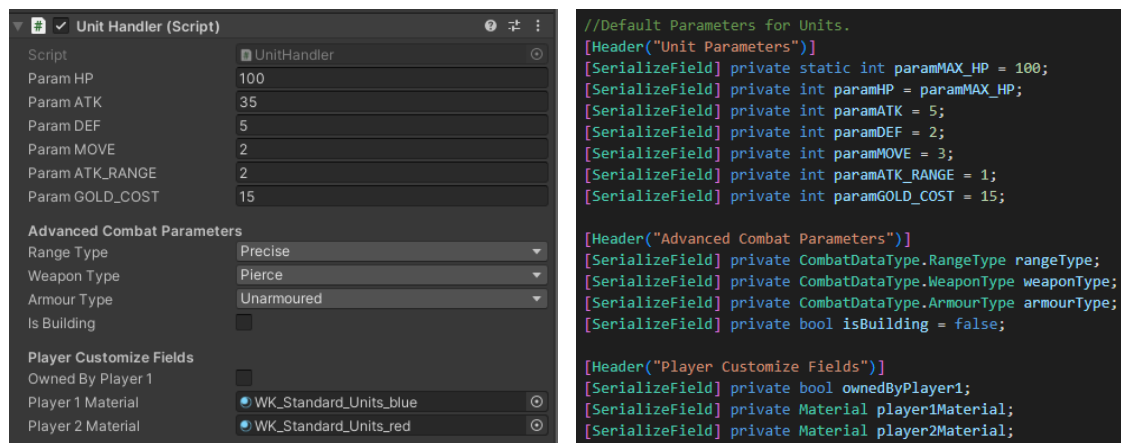 Unit Handler (Script)
Script UnitHandler
Param HP 100
Param ATK 35
Param DEF 5
Param MOVE 2
Param ATK_RANGE 2
Param GOLD_COST 15
Advanced Combat Parameters
Range Type Precise
Weapon Type Pierce
Armour Type Unarmoured
Is Building
Player Customize Fields
Owned By Player 1
Player 1 Material WK_Standard_Units_blue
Player 2 Material WK_Standard_Units_red
//Default Parameters for Units.
[Header("Unit Parameters")]
[SerializeField] private static int paramMAX_HP = 100;
[SerializeField] private int paramHP = paramMAX_HP;
[SerializeField] private int paramATK = 5;
[SerializeField] private int paramDEF = 2;
[SerializeField] private int paramMOVE = 3;
[SerializeField] private int paramATK_RANGE = 1;
[SerializeField] private int paramGOLD_COST = 15;
[Header("Advanced Combat Parameters")]
[SerializeField] private CombatDataType.RangeType rangeType;
[SerializeField] private CombatDataType.WeaponType weaponType;
[SerializeField] private CombatDataType.ArmourType armourType;
[SerializeField] private bool isBuilding = false;
[Header("Player Customize Fields")]
[SerializeField] private bool ownedByPlayer1;
[SerializeField] private Material player1Material;
[SerializeField] private Material player2Material;